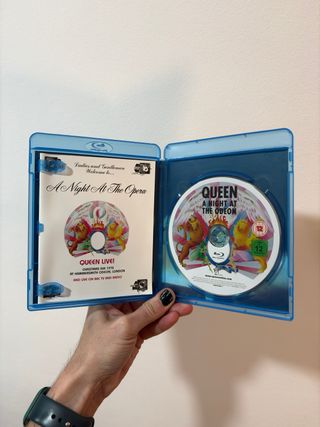 Ladies and Gentlemen
Welcome to...
A Night At The Opera
QUEEN LIVE!
CHRISTMAS EVE 1975
AT HAMMERSMITH ODEON, LONDON
AND LIVE ON BBC TV AND RADIO
QUEEN
A NIGHT AT
THE ODEON
12